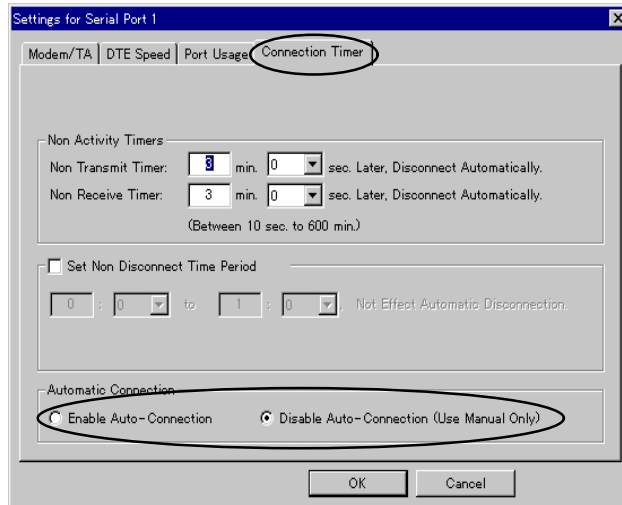 Settings for Serial Port 1
Modem/TA DTE Speed Port Usage Connection Timer
Non Activity Timers
Non Transmit Timer: 3 min. 0 sec. Later, Disconnect Automatically.
Non Receive Timer: 3 min. 0 sec. Later, Disconnect Automatically.
(Between 10 sec. to 600 min.)
Set Non Disconnect Time Period
0 : 0 to 1 : 0 . Not Effect Automatic Disconnection.
Automatic Connection
Enable Auto-Connection Disable Auto-Connection (Use Manual Only)
OK Cancel